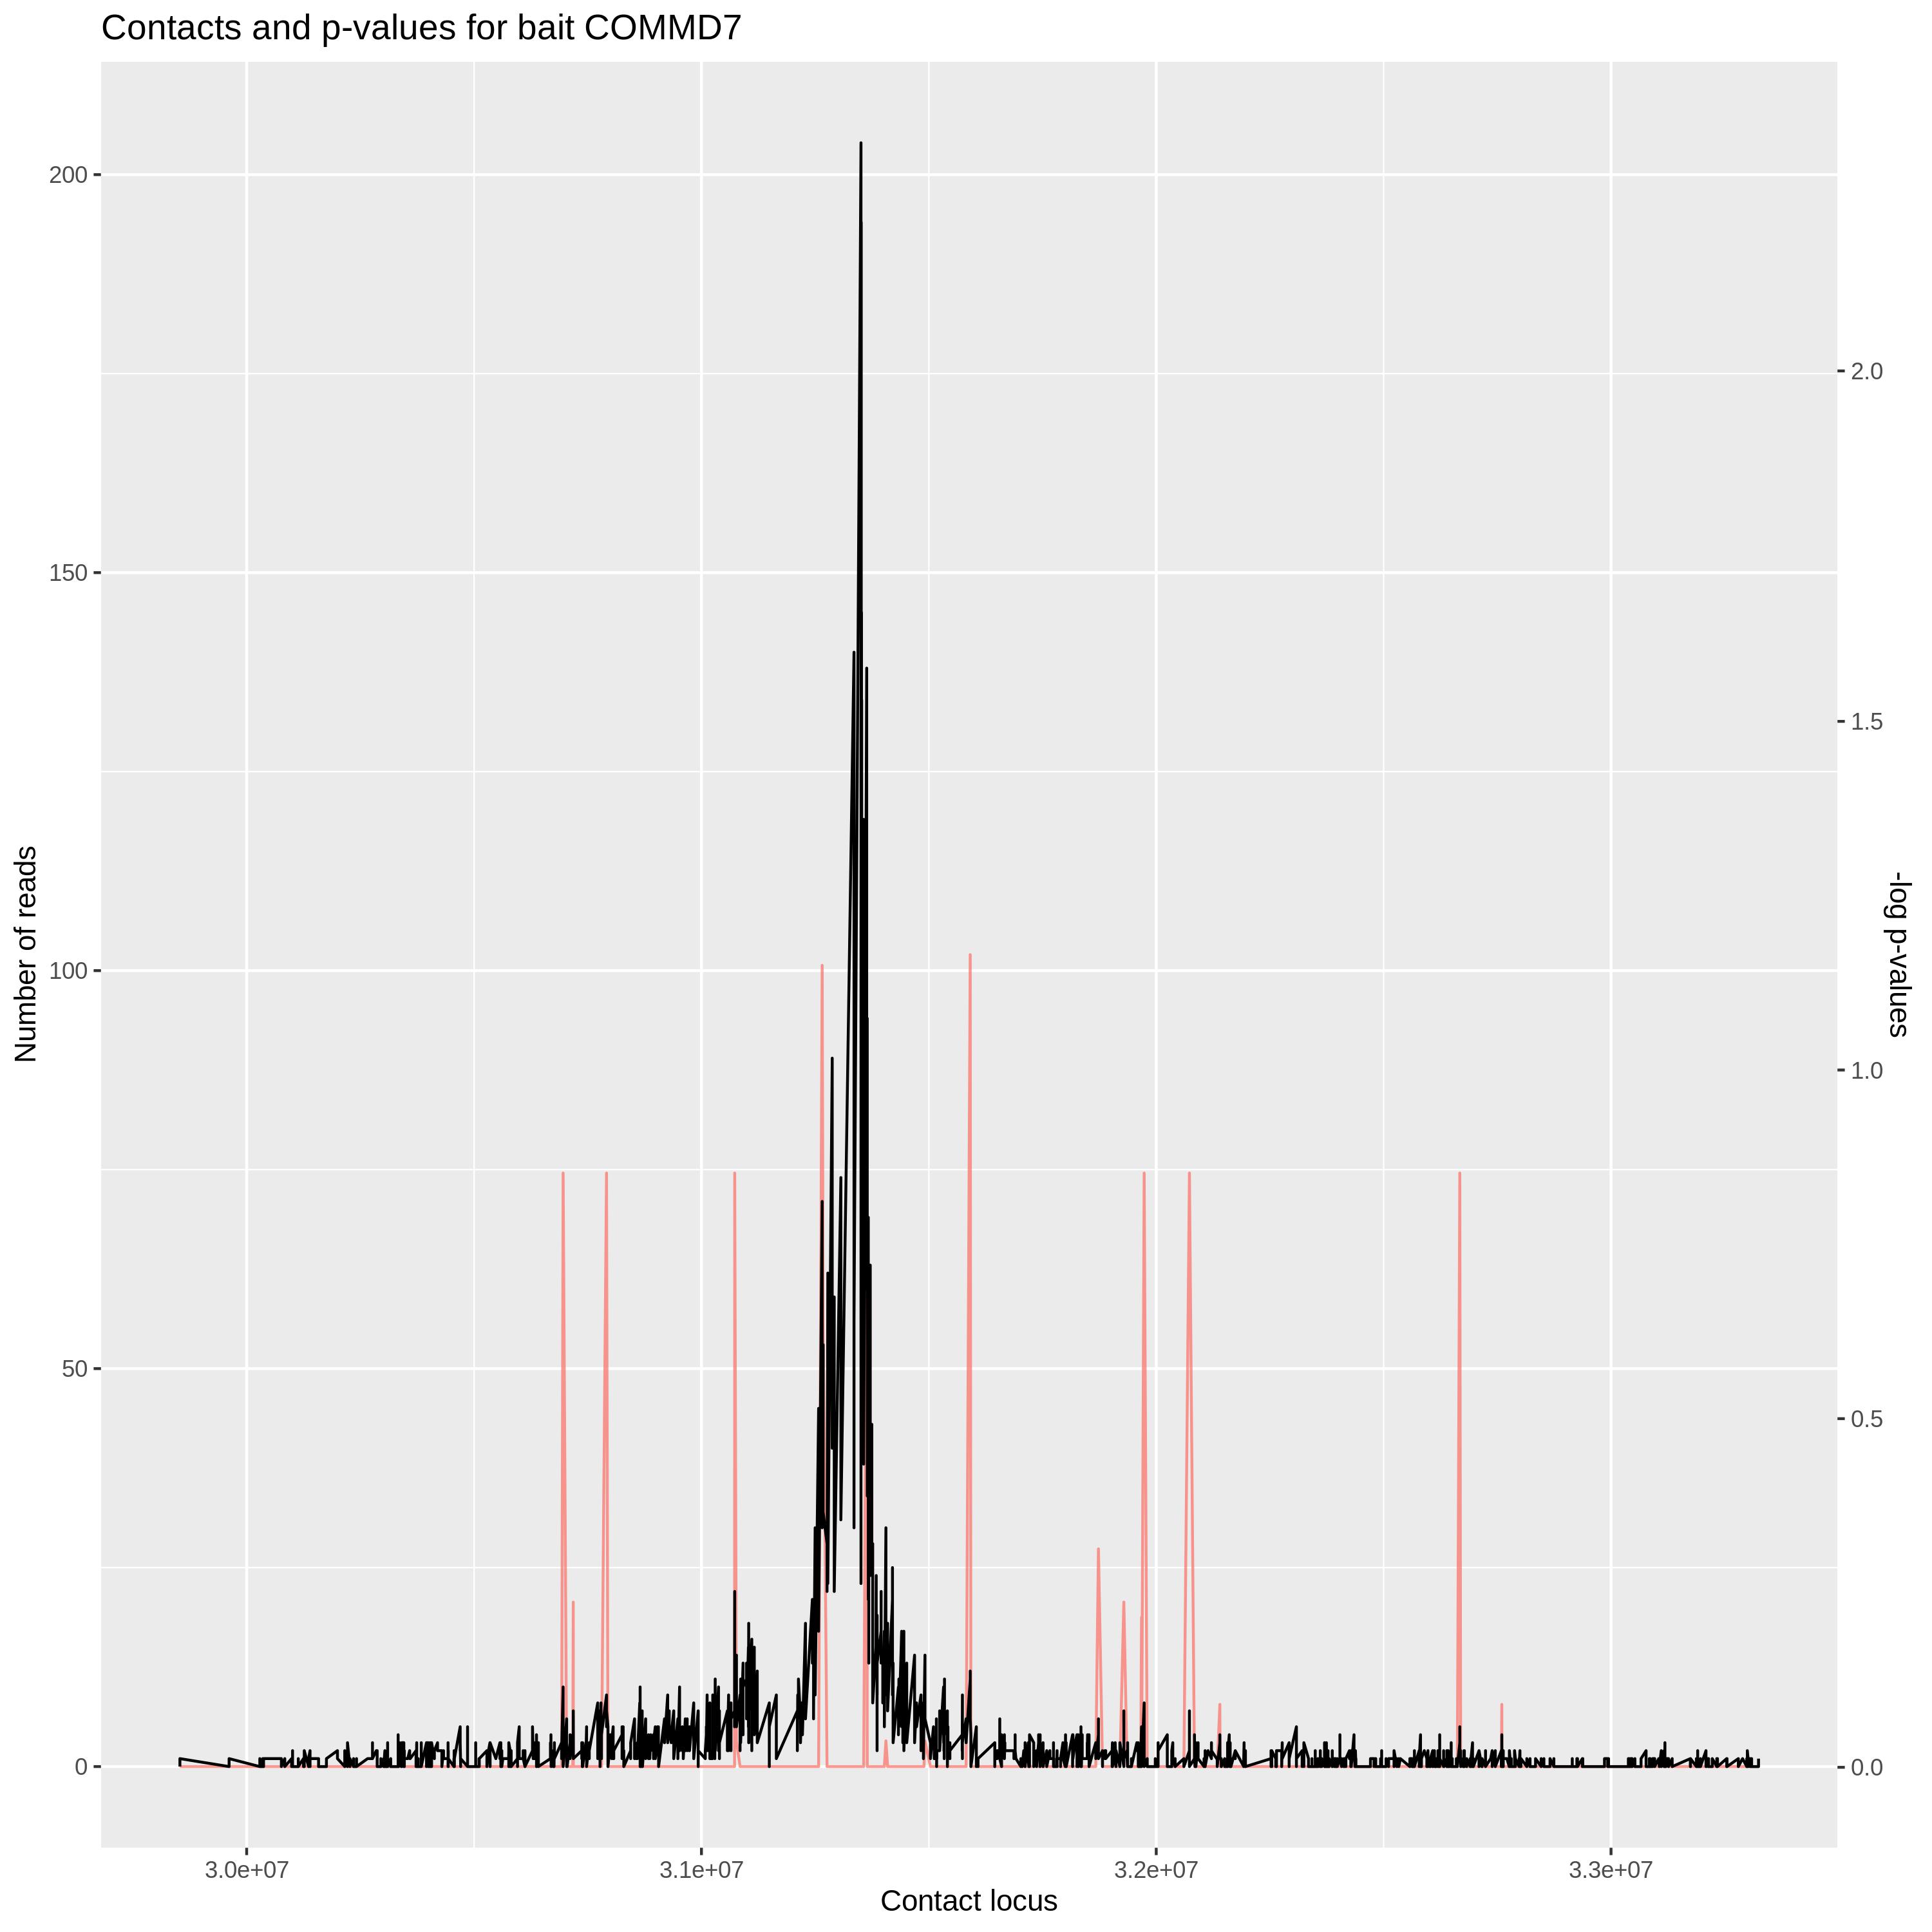 Contacts and p-values for bait COMMD7
200
150
100
50
0
Number of reads
2.0
1.5
1.0
0.5
0.0
-log p-values
3.0e+07
3.1e+07
3.2e+07
3.3e+07
Contact locus